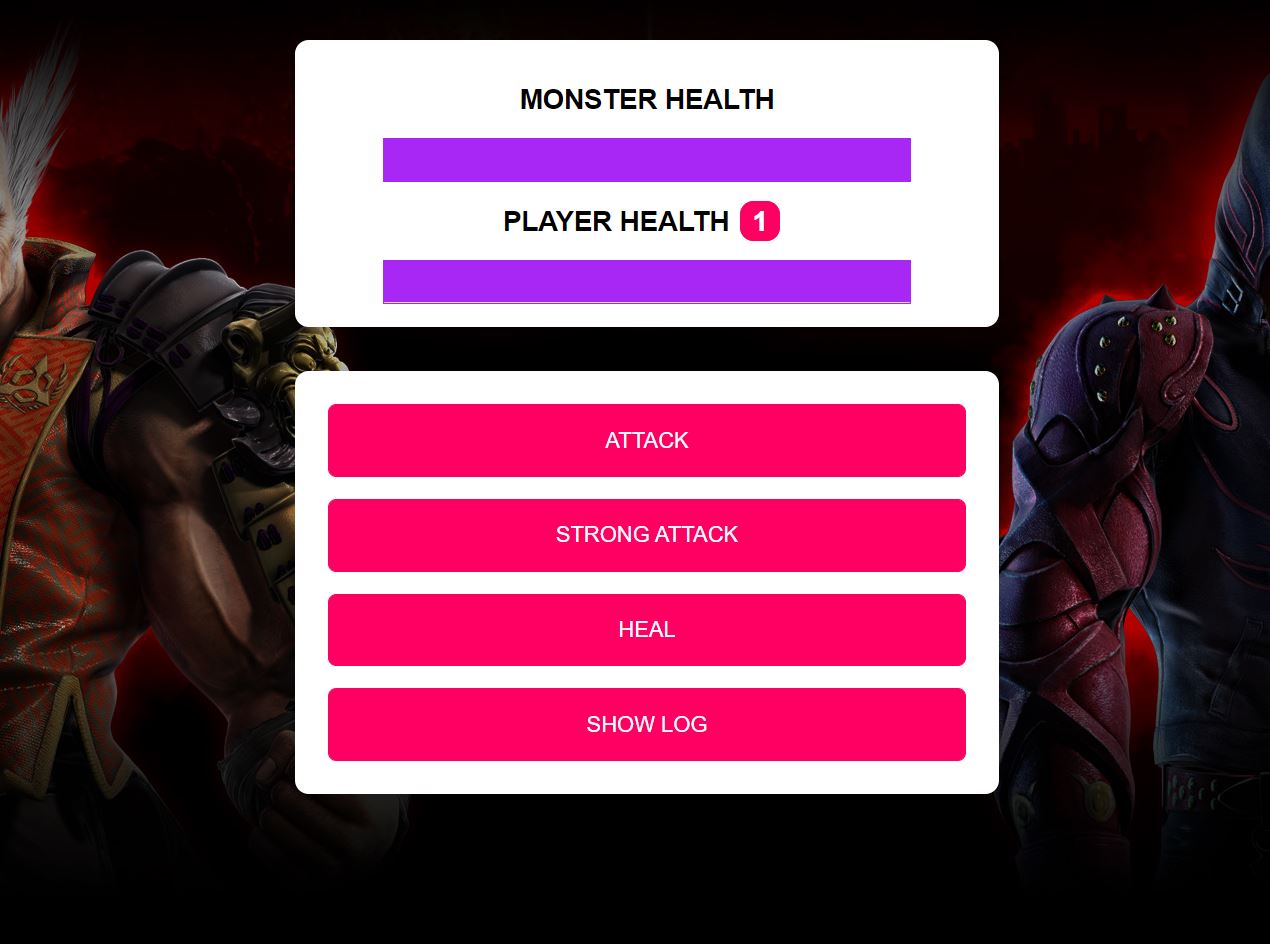 MONSTER HEALTH
PLAYER HEALTH 1
ATTACK
STRONG ATTACK
HEAL
SHOW LOG